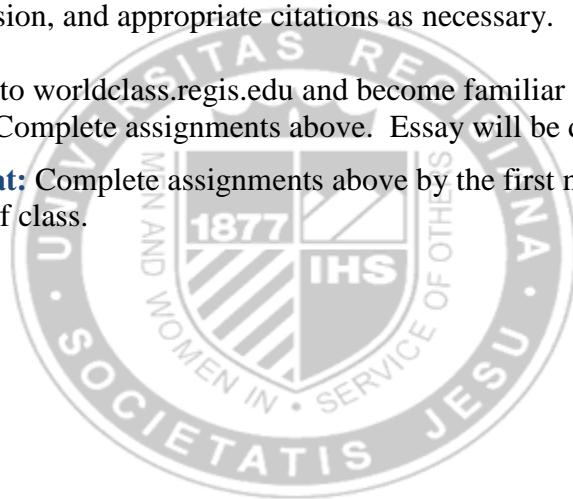 sion, and appropriate citations as necessary.
to worldclass.regis.edu and become familiar
Complete assignments above.  Essay will be d
at: Complete assignments above by the first n
f class.
UNIVERSITAS REGINA
SOCIETATIS JESU
MEN AND WOMEN IN • SERVICE OF OTHERS
1877
IHS